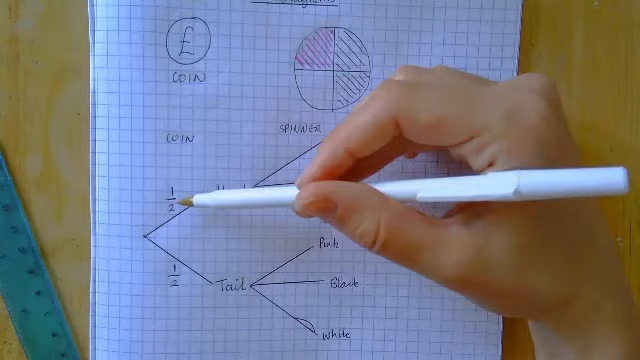 £
COIN
COIN
SPINNER
1
2
1
2
Tail
Pink
Black
White